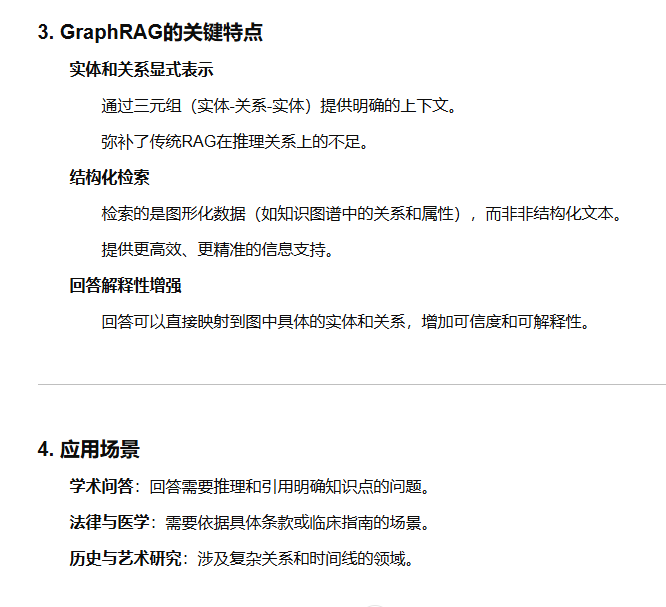 3. GraphRAG的关键特点
实体和关系显式表示
通过三元组（实体-关系-实体）提供明确的上下文。
弥补了传统RAG在推理关系上的不足。
结构化检索
检索的是图形化数据（如知识图谱中的关系和属性），而非非结构化文本。
提供更高效、更精准的信息支持。
回答解释性增强
回答可以直接映射到图中具体的实体和关系，增加可信度和可解释性。
4. 应用场景
学术问答：回答需要推理和引用明确知识点的问题。
法律与医学：需要依据具体条款或临床指南的场景。
历史与艺术研究：涉及复杂关系和时间线的领域。